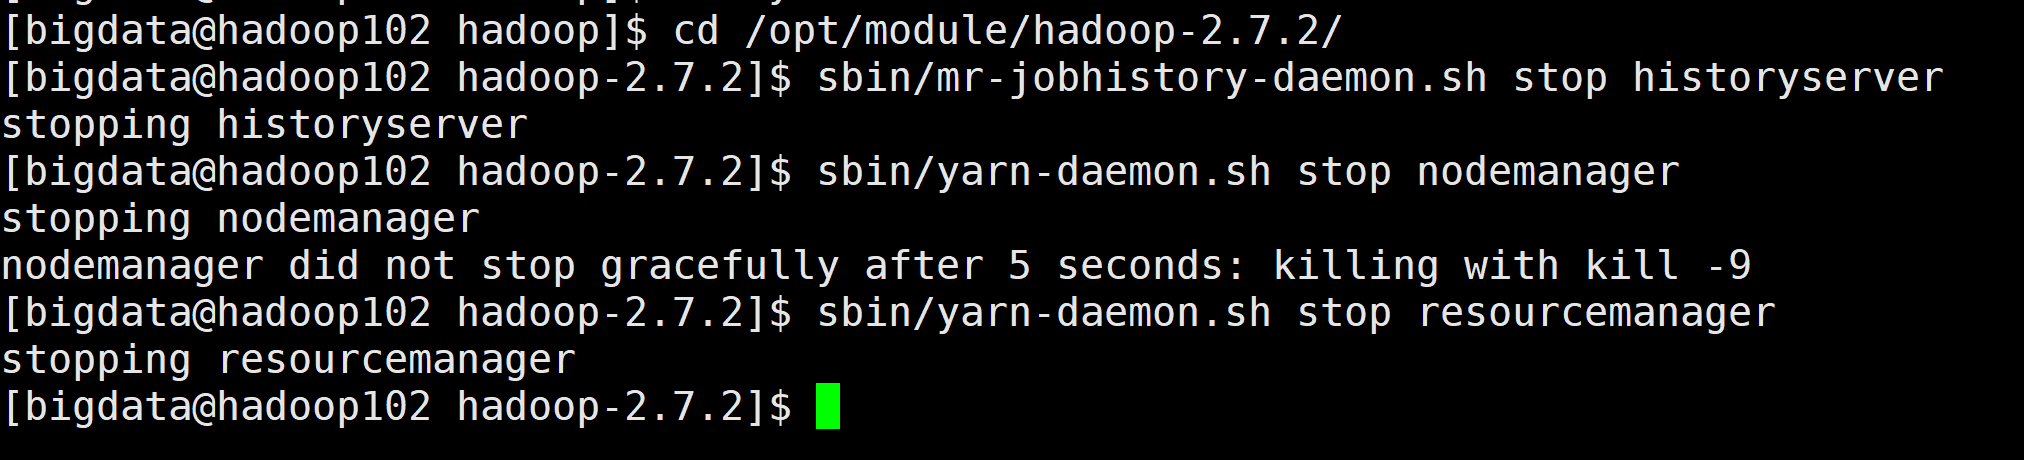 [bigdata@hadoop102 hadoop]$ cd /opt/module/hadoop-2.7.2/
[bigdata@hadoop102 hadoop-2.7.2]$ sbin/mr-jobhistory-daemon.sh stop historyserver
stopping historyserver
[bigdata@hadoop102 hadoop-2.7.2]$ sbin/yarn-daemon.sh stop nodemanager
stopping nodemanager
nodemanager did not stop gracefully after 5 seconds: killing with kill -9
[bigdata@hadoop102 hadoop-2.7.2]$ sbin/yarn-daemon.sh stop resourcemanager
stopping resourcemanager
[bigdata@hadoop102 hadoop-2.7.2]$